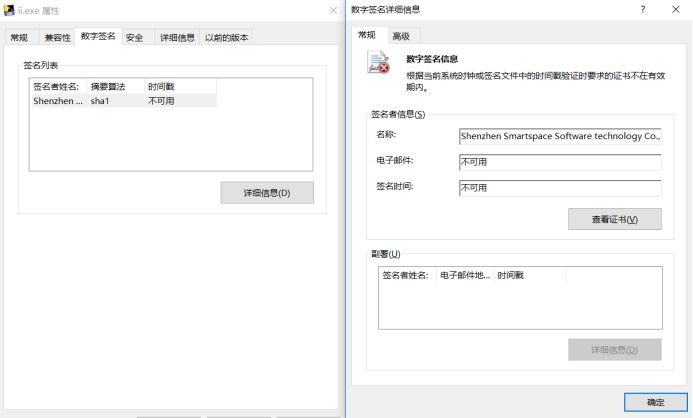 ii.exe 属性
常规
兼容性
数字签名
安全
详细信息
以前的版本
签名列表
签名者姓名:
摘要算法
时间戳
Shenzhen ...
sha1
不可用
详细信息(D)
数字签名详细信息
?
常规
高级
数字签名信息
根据当前系统时钟或签名文件中的时间戳验证时要求的证书不在有效
期内。
签名者信息(S)
名称:
Shenzhen Smartspace Software technology Co.,
电子邮件:
不可用
签名时间:
不可用
查看证书(V)
副署(U)
签名者姓名:
电子邮件地...
时间戳
详细信息(D)
确定